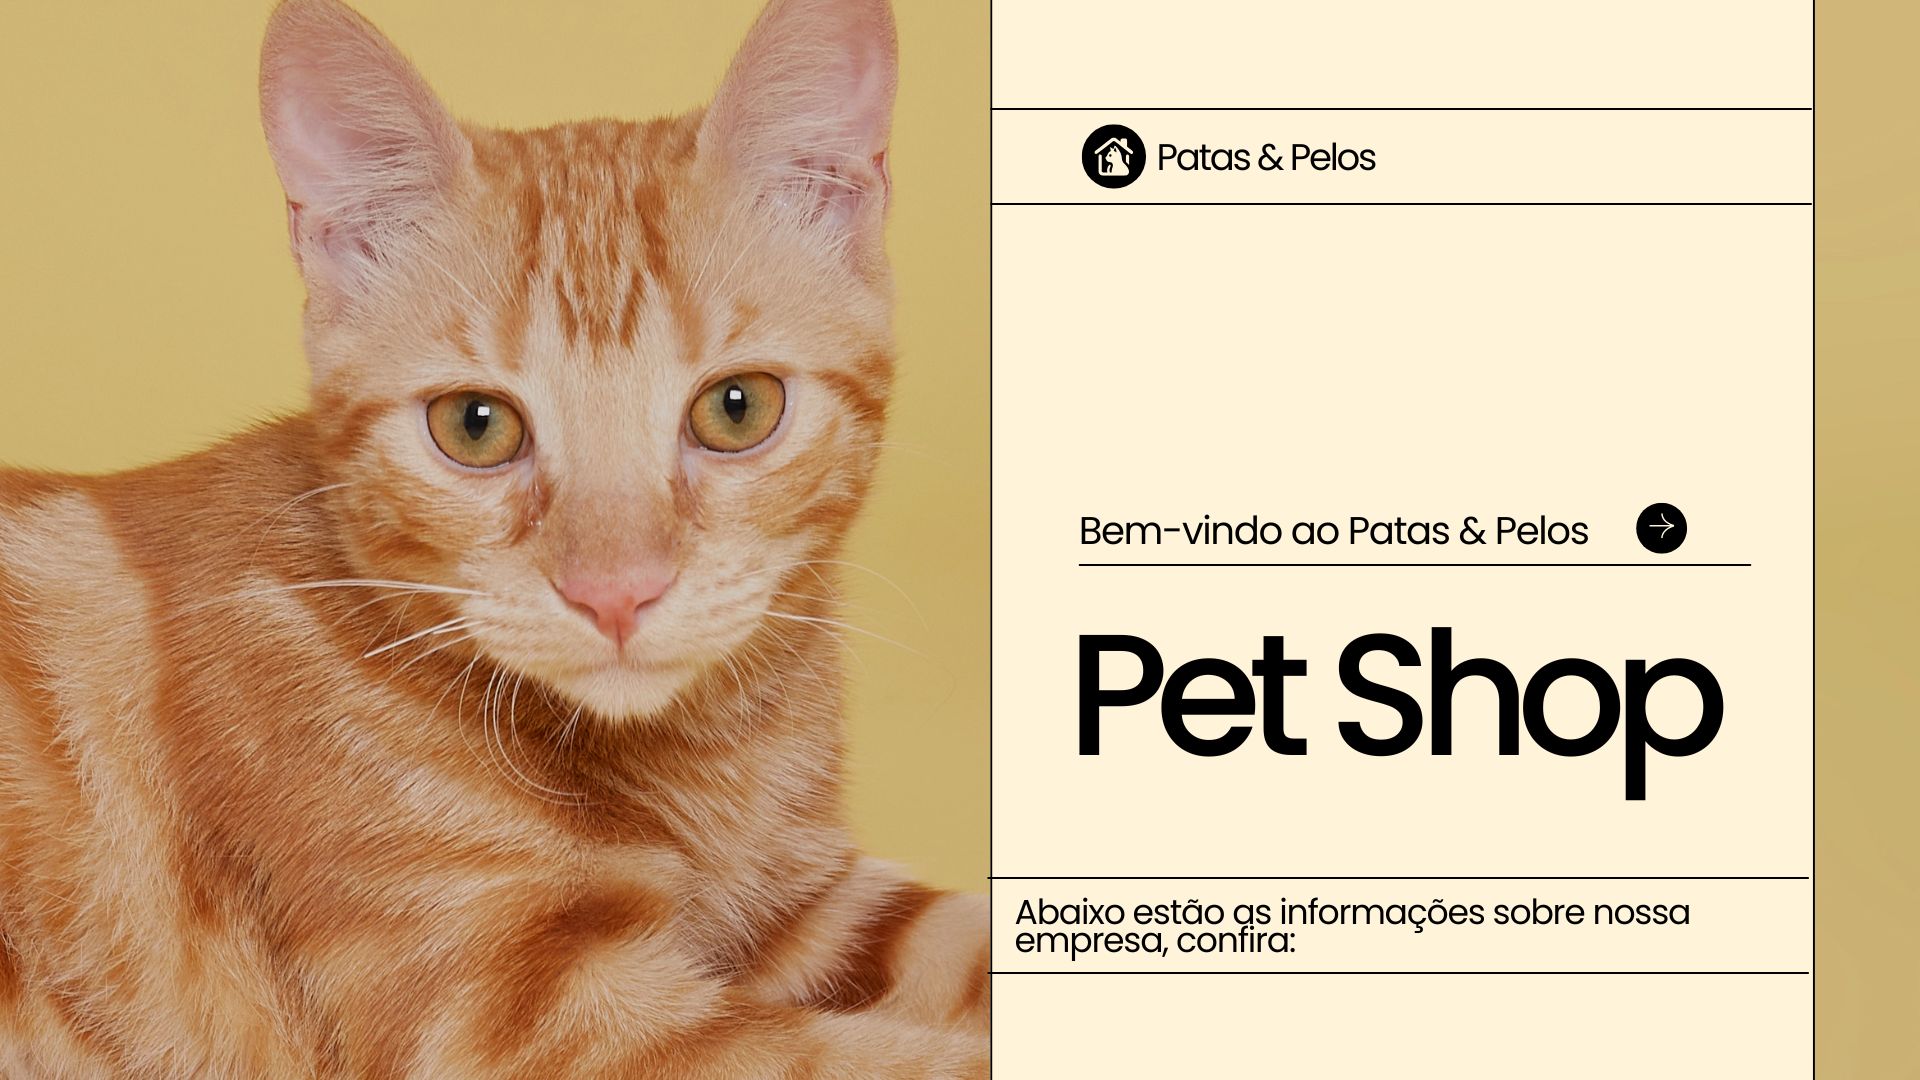 Patas & Pelos
Bem-vindo ao Patas & Pelos
Pet Shop
Abaixo estão as informações sobre nossa
empresa, confira: